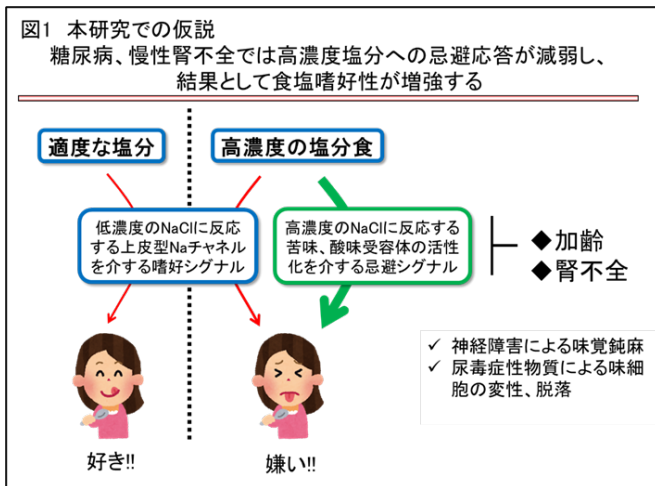 図1 本研究での仮説
糖尿病、慢性腎不全では高濃度塩分への忌避応答が減弱し、
結果として食塩嗜好性が増強する
適度な塩分
高濃度の塩分食
低濃度のNaClに反応
する上皮型Naチャネル
を介する嗜好シグナル
高濃度のNaClに反応する
苦味、酸味受容体の活性
化を介する忌避シグナル
◆加齢
◆腎不全
✓ 神経障害による味覚鈍麻
✓ 尿毒症性物質による味細
胞の変性、脱落
好き!!
嫌い!!